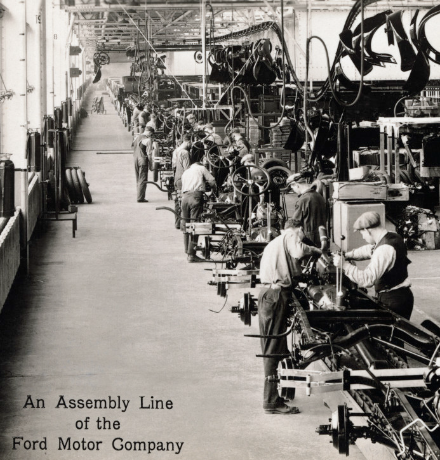 An Assembly Line
of the
Ford Motor Company